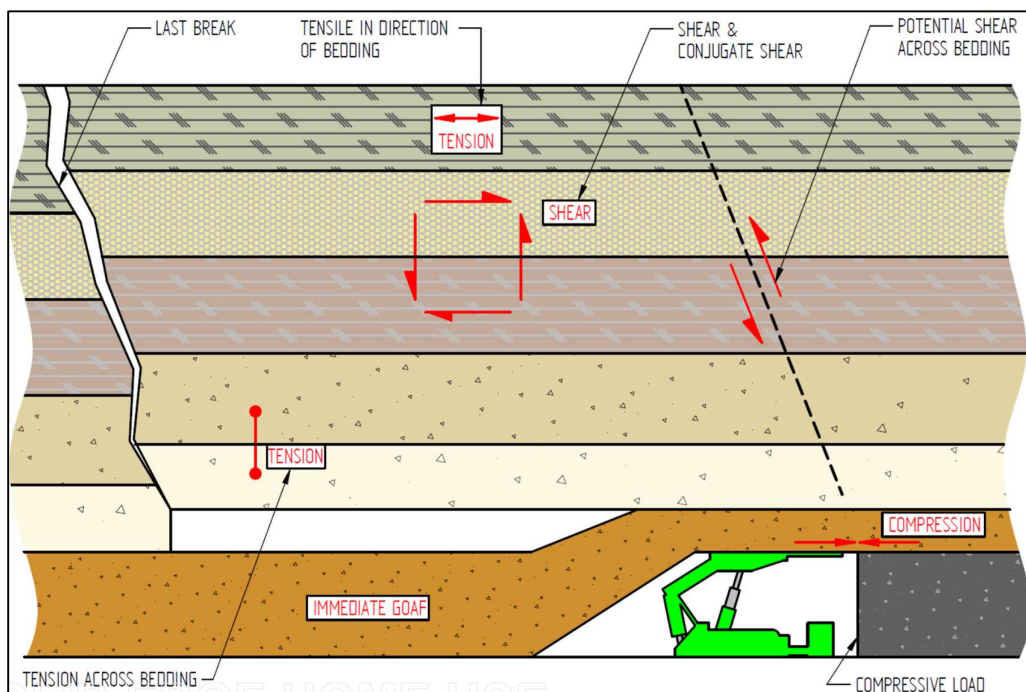 LAST BREAK
TENSILE IN DIRECTION
OF BEDDING
SHEAR &
CONJUGATE SHEAR
POTENTIAL SHEAR
ACROSS BEDDING
TENSION
SHEAR
TENSION
COMPRESSION
IMMEDIATE GOAF
TENSION ACROSS BEDDING
COMPRESSIVE LOAD